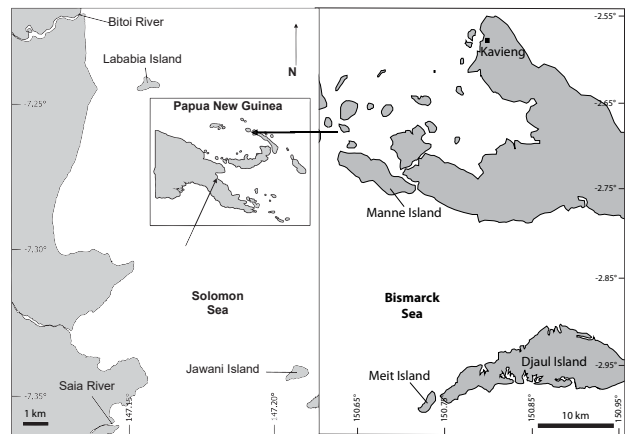 Bitoi River
Lababia Island
N
Papua New Guinea
-7.25°
-7.30°
Solomon
Sea
Jawani Island
Saia River
-7.35°
1 km
147.15°
147.20°
-2.55°
Kavieng
-2.65°
-2.75°
Manne Island
-2.85°
Bismarck
Sea
Djaul Island
Meit Island
-2.95°
150.65°
150.75
150.85°
150.95°
10 km